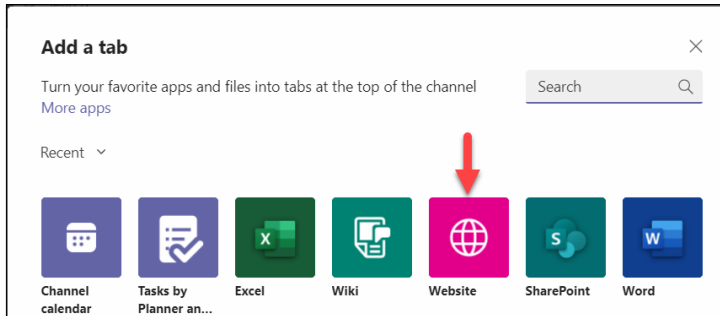 Add a tab
Turn your favorite apps and files into tabs at the top of the channel
More apps
Search
Recent
X
S
W
Channel calendar
Tasks by Planner an...
Excel
Wiki
Website
SharePoint
Word